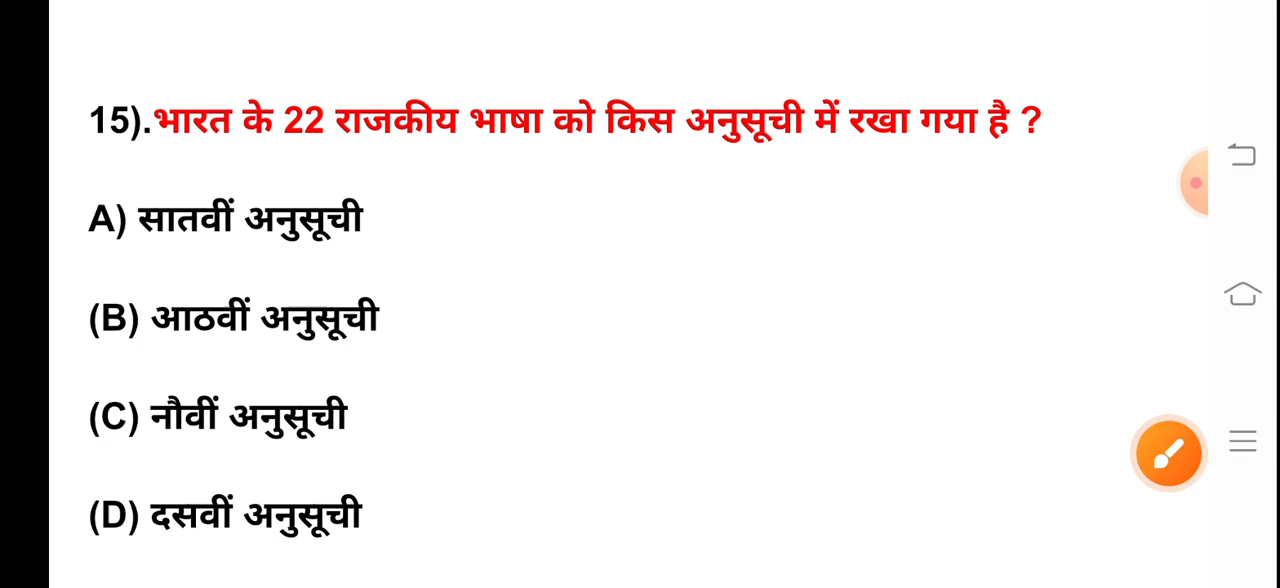 15).भारत के 22 राजकीय भाषा को किस अनुसूची में रखा गया है ?
A) सातवीं अनुसूची
(B) आठवीं अनुसूची
(C) नौवीं अनुसूची
(D) दसवीं अनुसूची